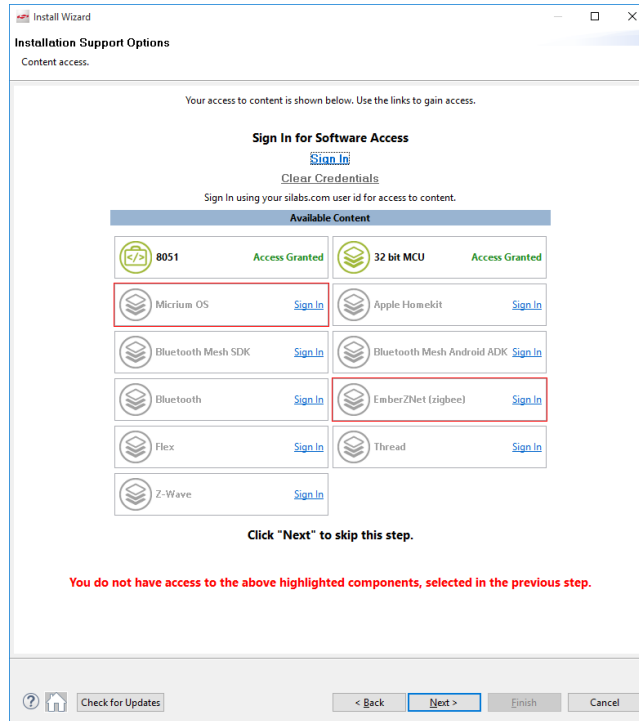 Install Wizard
Installation Support Options
Content access.
Your access to content is shown below. Use the links to gain access.
Sign In for Software Access
Sign In
Clear Credentials
Sign In using your silabs.com user id for access to content.
Available Content
8051 Access Granted
32 bit MCU Access Granted
Micrium OS Sign In
Apple Homekit Sign In
Bluetooth Mesh SDK Sign In
Bluetooth Mesh Android ADK Sign In
Bluetooth Sign In
EmberZNet (zigbee) Sign In
Flex Sign In
Thread Sign In
Z-Wave Sign In
Click "Next" to skip this step.
You do not have access to the above highlighted components, selected in the previous step.
Check for Updates
< Back
Next >
Finish
Cancel